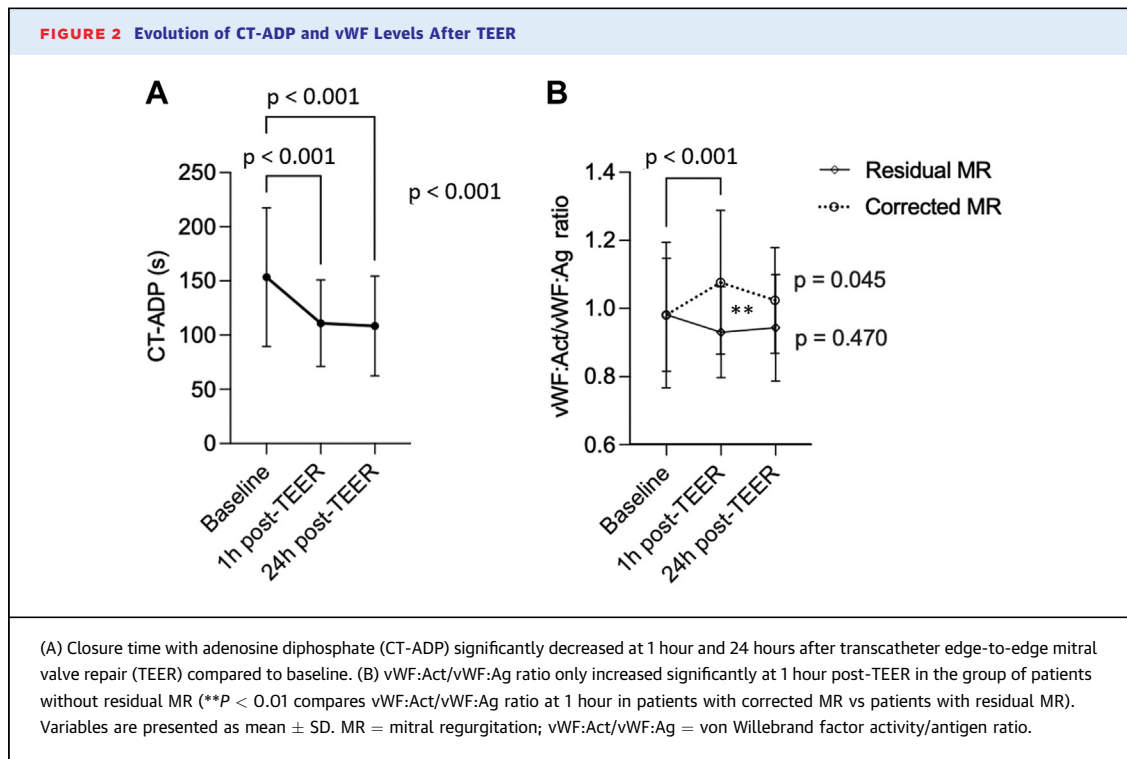 FIGURE 2 Evolution of CT-ADP and vWF Levels After TEER
A
p < 0.001
p < 0.001
p < 0.001
250
200
150
100
50
0
CT-ADP (s)
Baseline
1h post-TEER
24h post-TEER
B
p < 0.001
Residual MR
Corrected MR
1.4
1.2
1.0
0.8
0.6
vWF:Act/vWF:Ag ratio
**
p = 0.045
p = 0.470
Baseline
1h post-TEER
24h post-TEER
(A) Closure time with adenosine diphosphate (CT-ADP) significantly decreased at 1 hour and 24 hours after transcatheter edge-to-edge mitral
valve repair (TEER) compared to baseline. (B) vWF:Act/vWF:Ag ratio only increased significantly at 1 hour post-TEER in the group of patients
without residual MR (**P < 0.01 compares vWF:Act/vWF:Ag ratio at 1 hour in patients with corrected MR vs patients with residual MR).
Variables are presented as mean ± SD. MR = mitral regurgitation; vWF:Act/vWF:Ag = von Willebrand factor activity/antigen ratio.